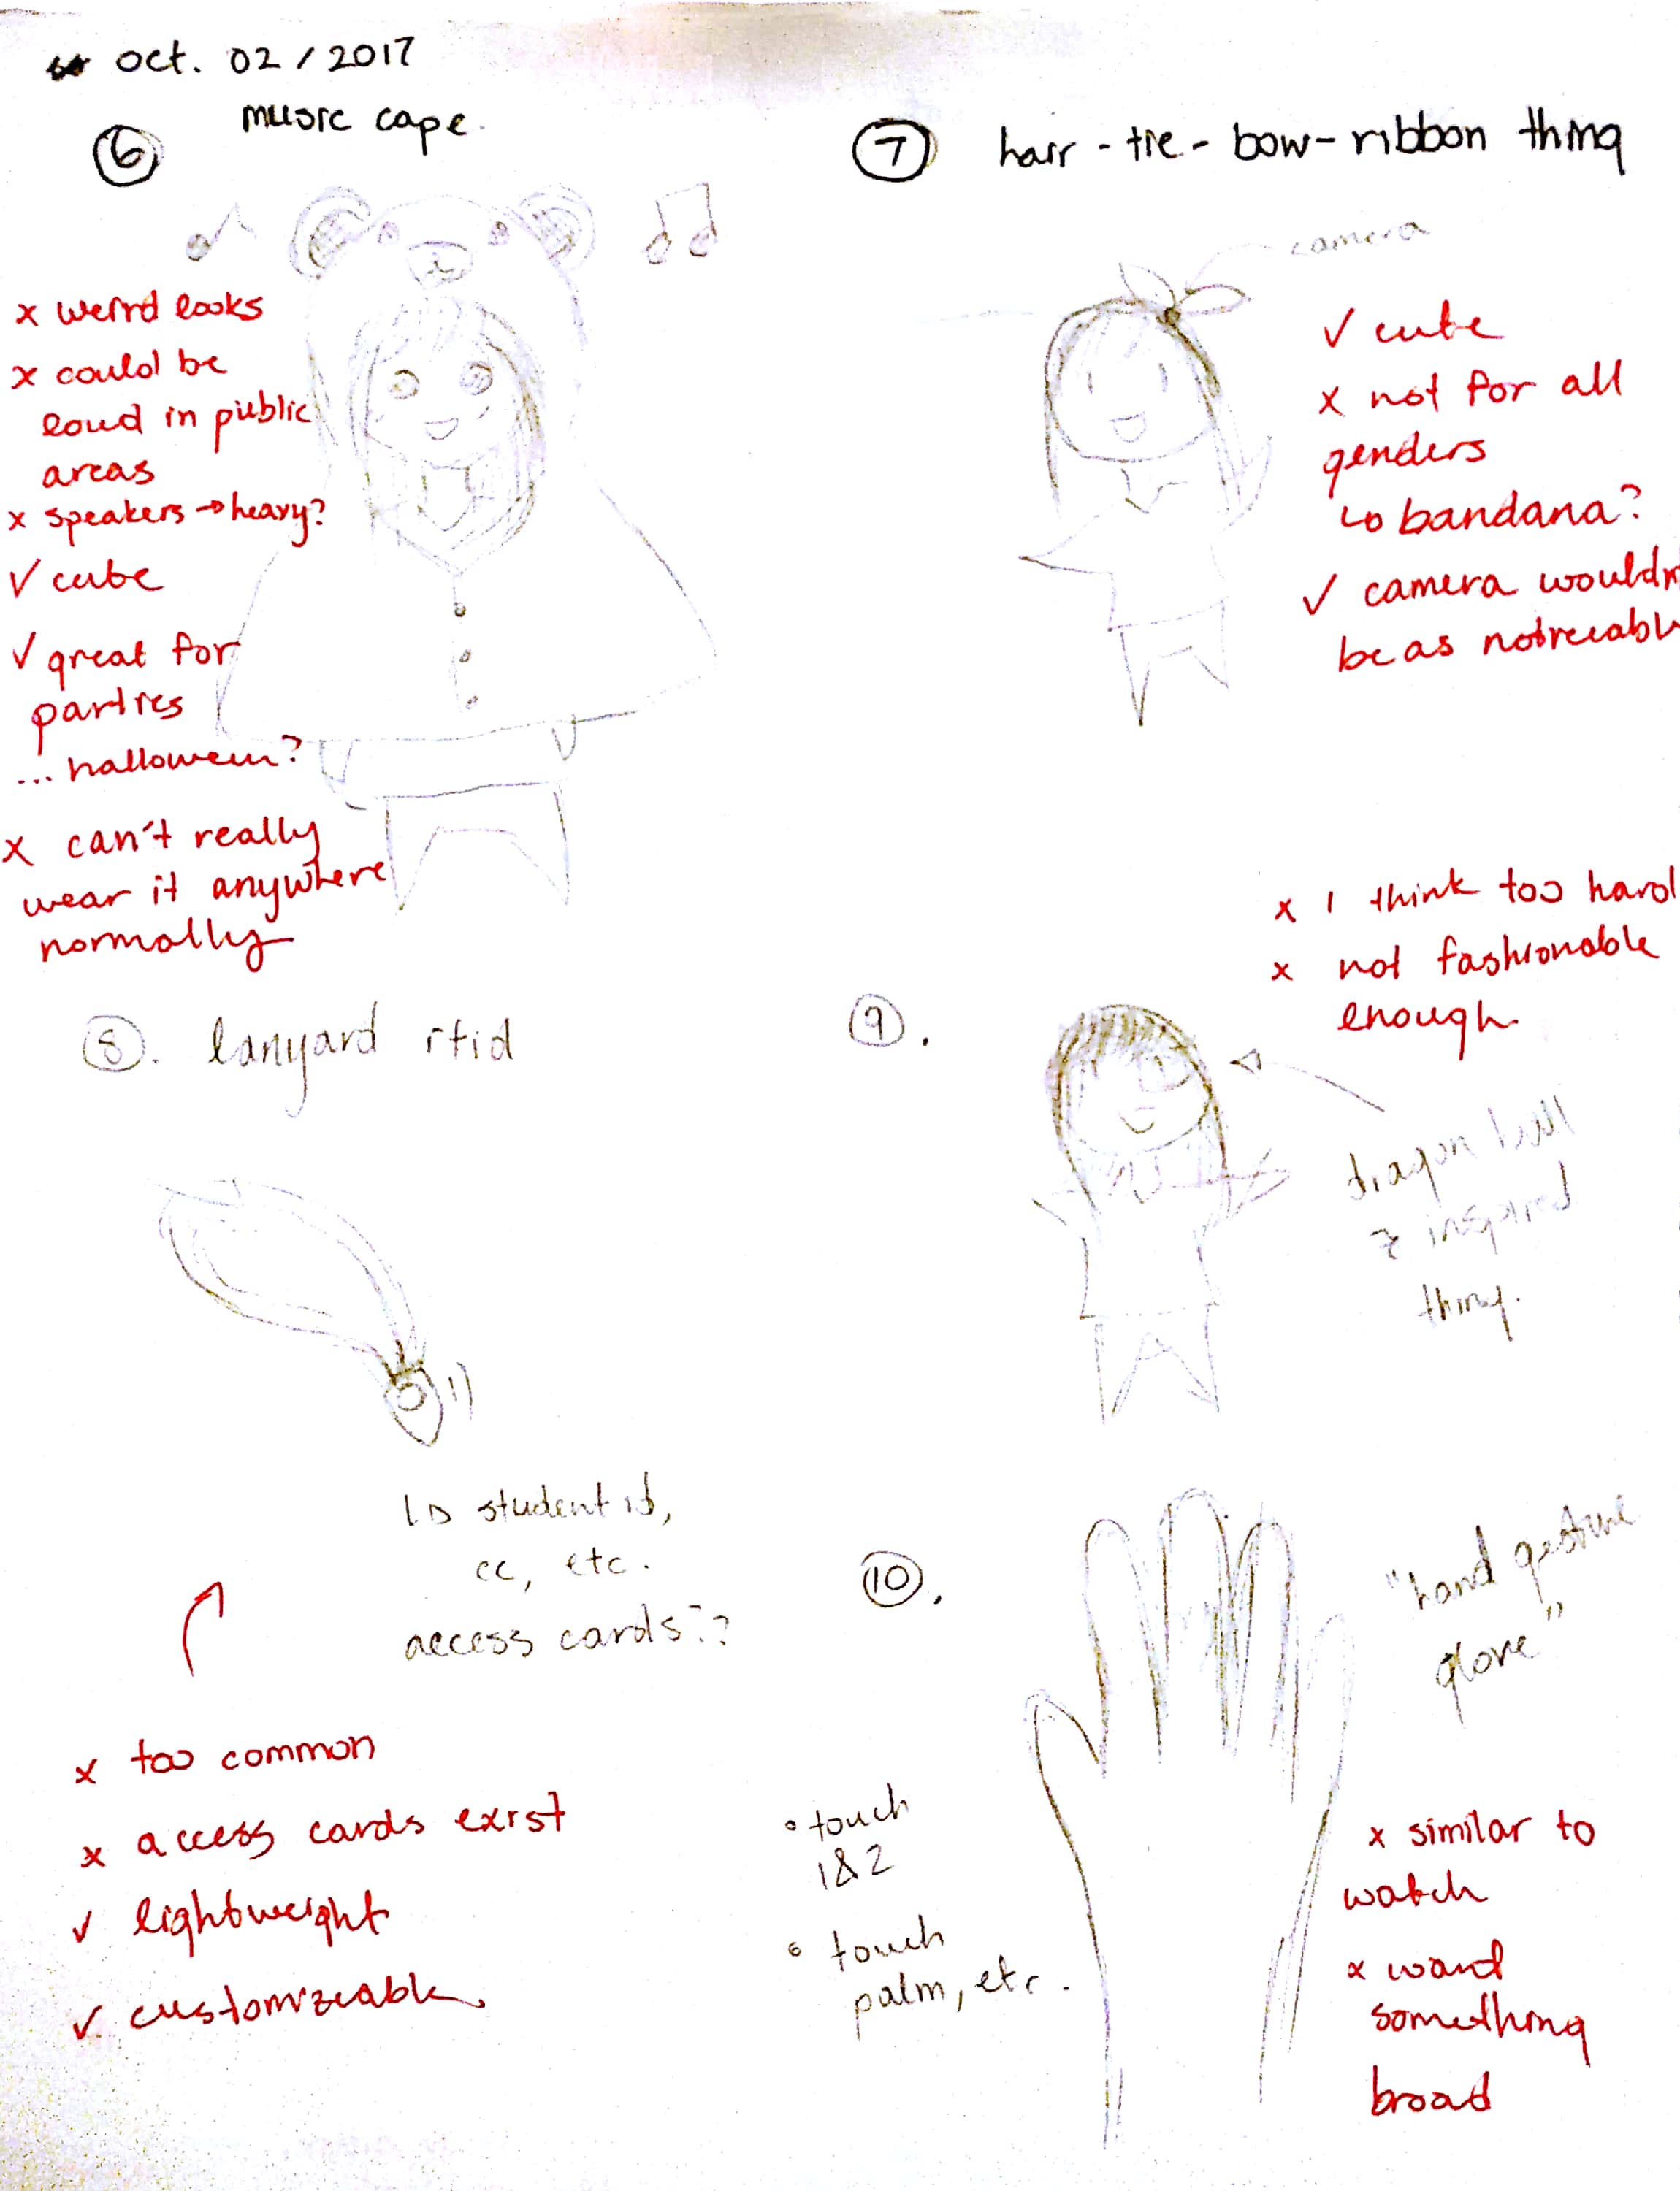 oct. 02 / 2017
⑥
music cape.
x weird looks
x could be
loud in public
areas
x speakers → heavy?
✓ cute
✓ great for
parties
... halloween?
x can't really
wear it anywhere
normally
⑦ hair - tie - bow - ribbon thing
camera
✓ cute
x not for all
genders
↳ bandana?
✓ camera wouldn
be as noticeabl
⑧. lanyard rfid
student id,
cc, etc.
access cards??
x too common
x access cards exist
✓ lightweight
✓ customizeable
⑨.
x I think too hard
x not fashionable
enough
dragon ball
z inspired
thing.
⑩.
"hand gesture
glove"
• touch
1&2
• touch
palm, etc.
x similar to
watch
x want
something
broad